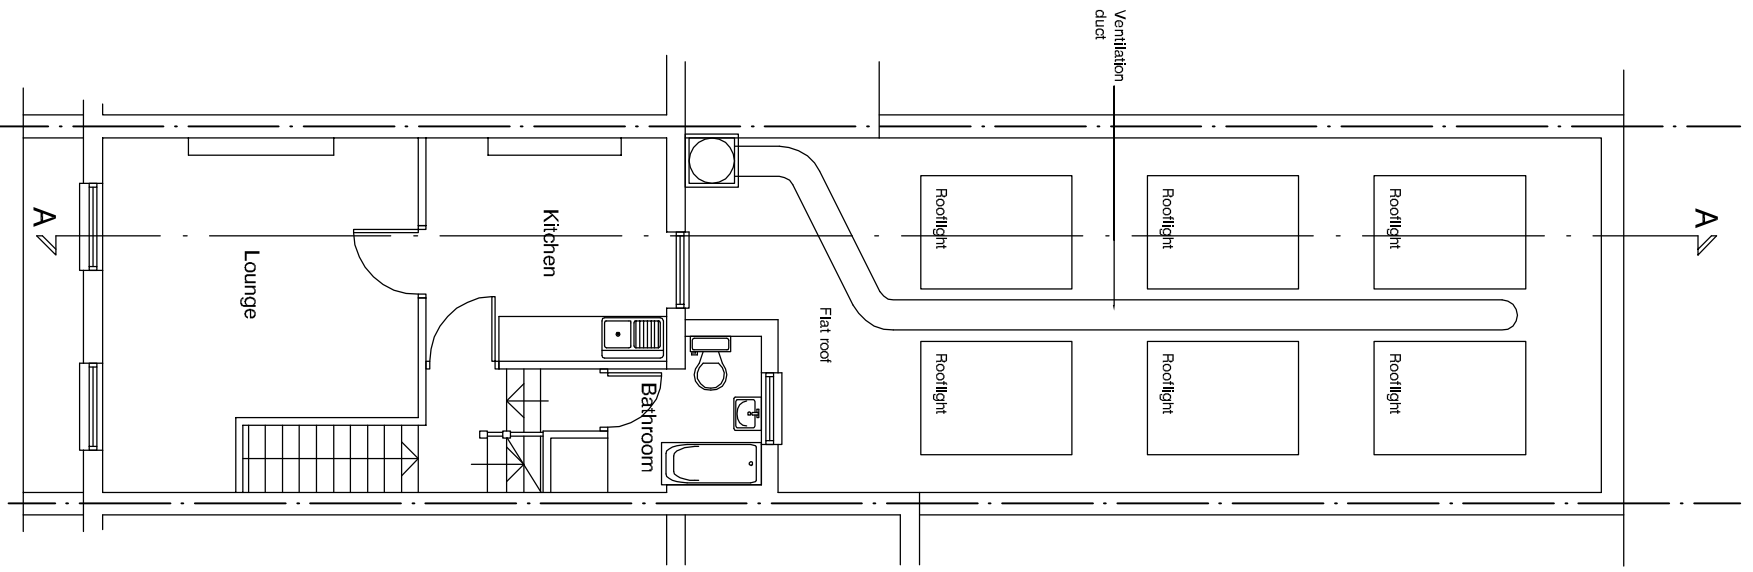 Ventilation
duct
A
A
Rooflight
Rooflight
Rooflight
Kitchen
Lounge
Flat roof
Rooflight
Rooflight
Rooflight
Bathroom